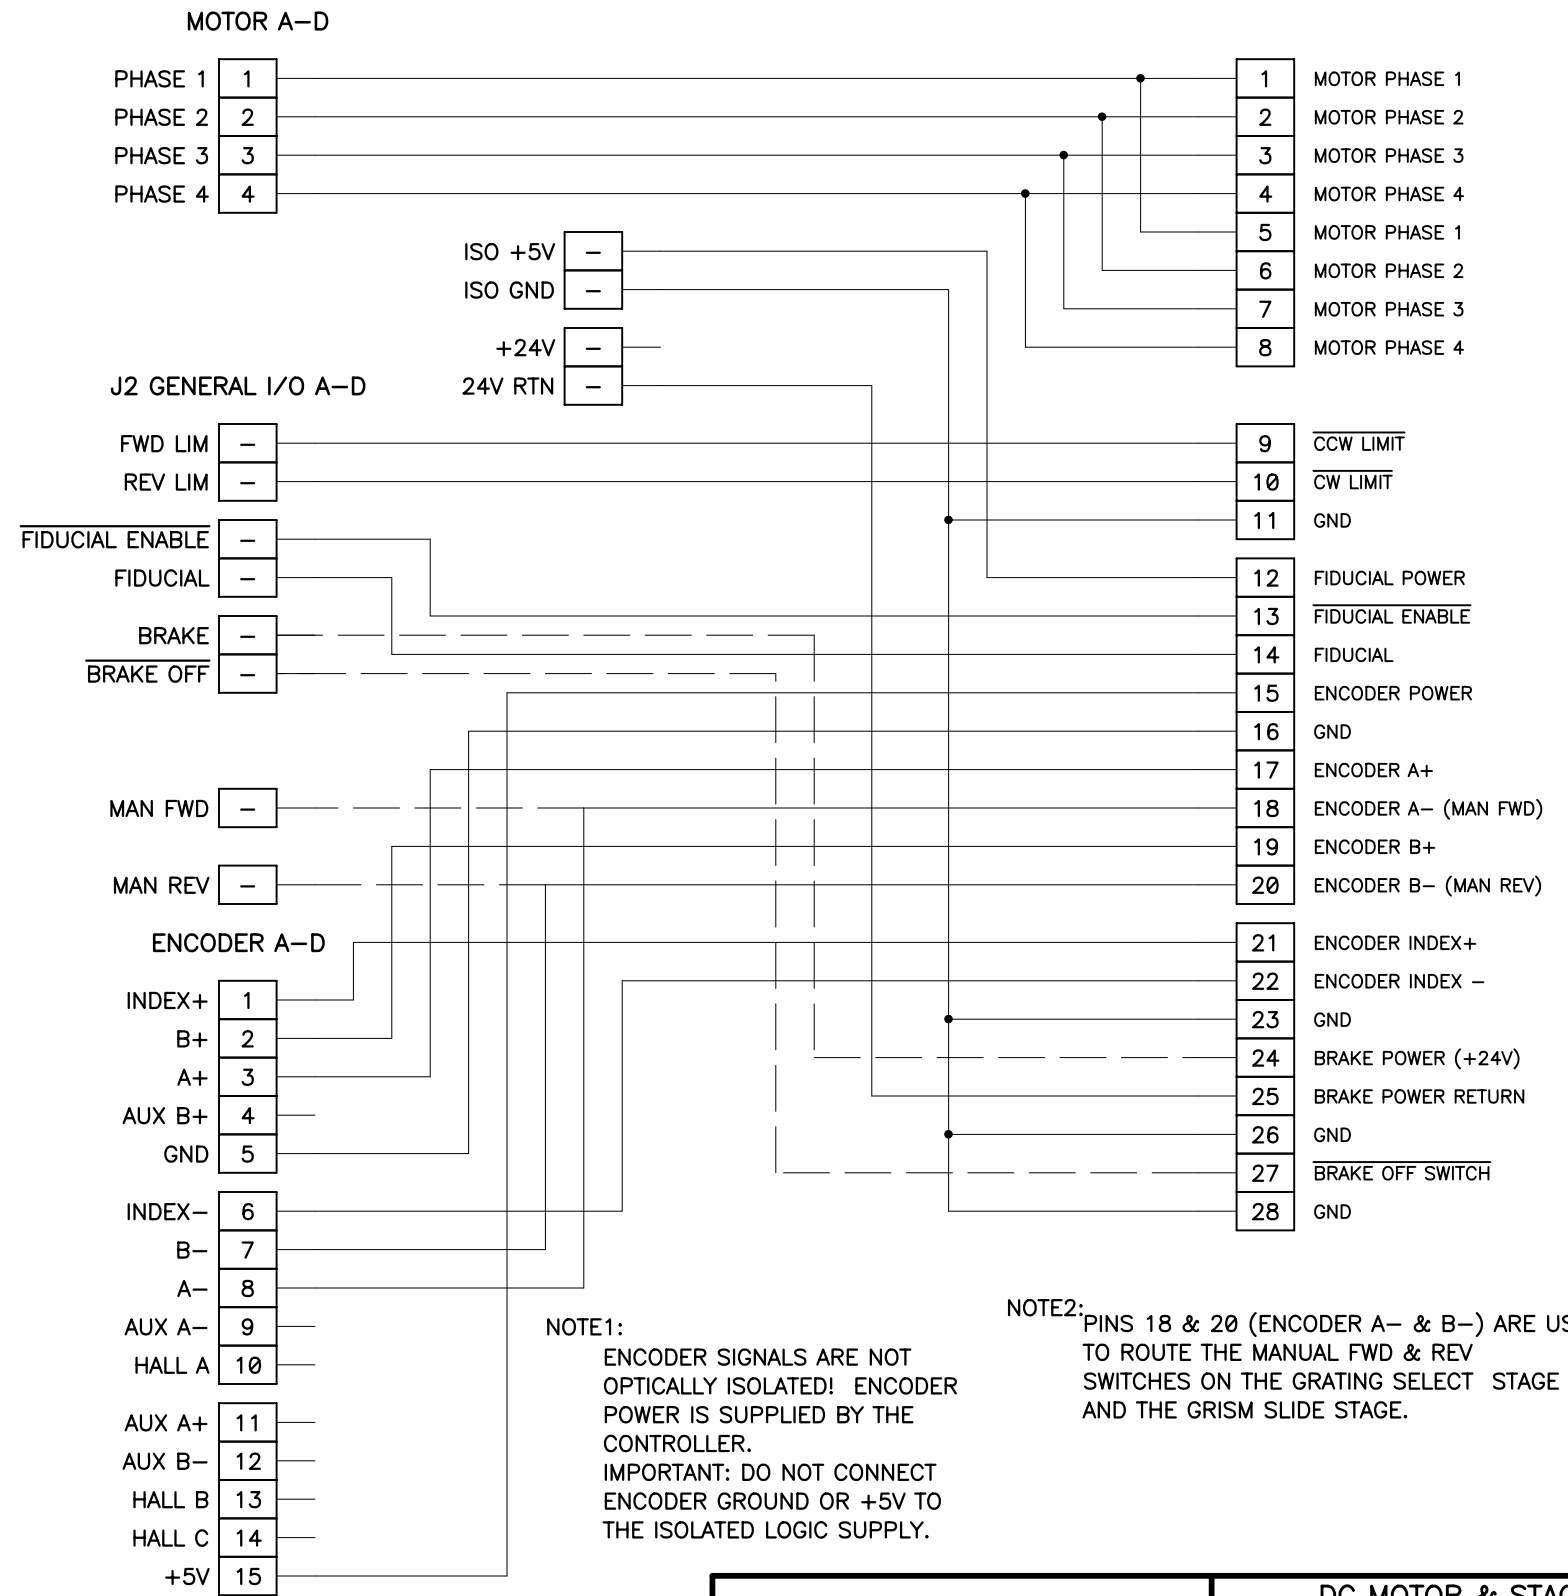 MOTOR A-D
PHASE 1 1
PHASE 2 2
PHASE 3 3
PHASE 4 4
1 MOTOR PHASE 1
2 MOTOR PHASE 2
3 MOTOR PHASE 3
4 MOTOR PHASE 4
5 MOTOR PHASE 1
6 MOTOR PHASE 2
7 MOTOR PHASE 3
8 MOTOR PHASE 4
ISO +5V -
ISO GND -
+24V -
24V RTN -
J2 GENERAL I/O A-D
FWD LIM -
REV LIM -
FIDUCIAL ENABLE -
FIDUCIAL -
BRAKE -
BRAKE OFF -
MAN FWD -
MAN REV -
9 CCW LIMIT
10 CW LIMIT
11 GND
12 FIDUCIAL POWER
13 FIDUCIAL ENABLE
14 FIDUCIAL
15 ENCODER POWER
16 GND
17 ENCODER A+
18 ENCODER A- (MAN FWD)
19 ENCODER B+
20 ENCODER B- (MAN REV)
21 ENCODER INDEX+
22 ENCODER INDEX -
23 GND
24 BRAKE POWER (+24V)
25 BRAKE POWER RETURN
26 GND
27 BRAKE OFF SWITCH
28 GND
ENCODER A-D
INDEX+ 1
B+ 2
A+ 3
AUX B+ 4
GND 5
INDEX- 6
B- 7
A- 8
AUX A- 9
HALL A 10
AUX A+ 11
AUX B- 12
HALL B 13
HALL C 14
+5V 15
NOTE1:
ENCODER SIGNALS ARE NOT
OPTICALLY ISOLATED! ENCODER
POWER IS SUPPLIED BY THE
CONTROLLER.
IMPORTANT: DO NOT CONNECT
ENCODER GROUND OR +5V TO
THE ISOLATED LOGIC SUPPLY.
NOTE2:
PINS 18 & 20 (ENCODER A- & B-) ARE
TO ROUTE THE MANUAL FWD & REV
SWITCHES ON THE GRATING SELECT STAGE
AND THE GRISM SLIDE STAGE.
DC MOTOR &